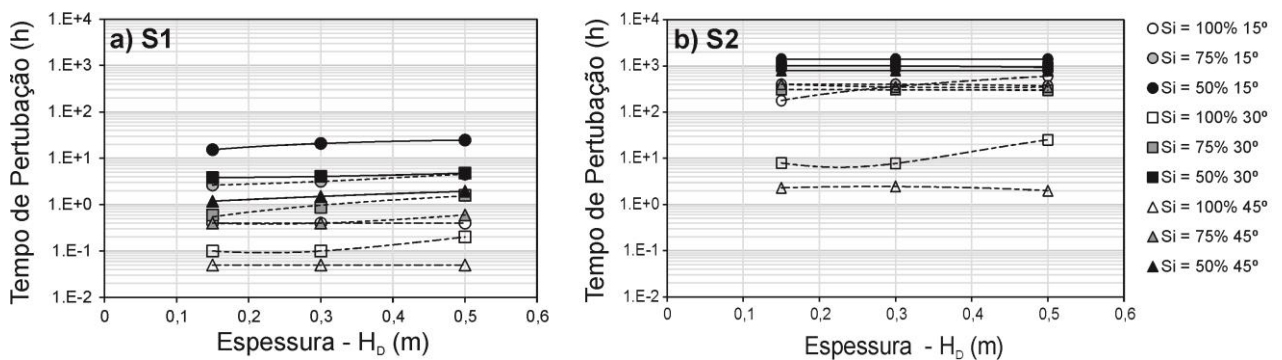 a) S1
Tempo de Pertubação (h)
1.E+4
1.E+3
1.E+2
1.E+1
1.E+0
1.E-1
1.E-2
0 0,1 0,2 0,3 0,4 0,5 0,6
Espessura - H_D (m)
b) S2
Tempo de Pertubação (h)
1.E+4
1.E+3
1.E+2
1.E+1
1.E+0
1.E-1
1.E-2
0 0,1 0,2 0,3 0,4 0,5 0,6
Espessura - H_D (m)
Si = 100% 15º
Si = 75% 15º
Si = 50% 15º
Si = 100% 30º
Si = 75% 30º
Si = 50% 30º
Si = 100% 45º
Si = 75% 45º
Si = 50% 45º